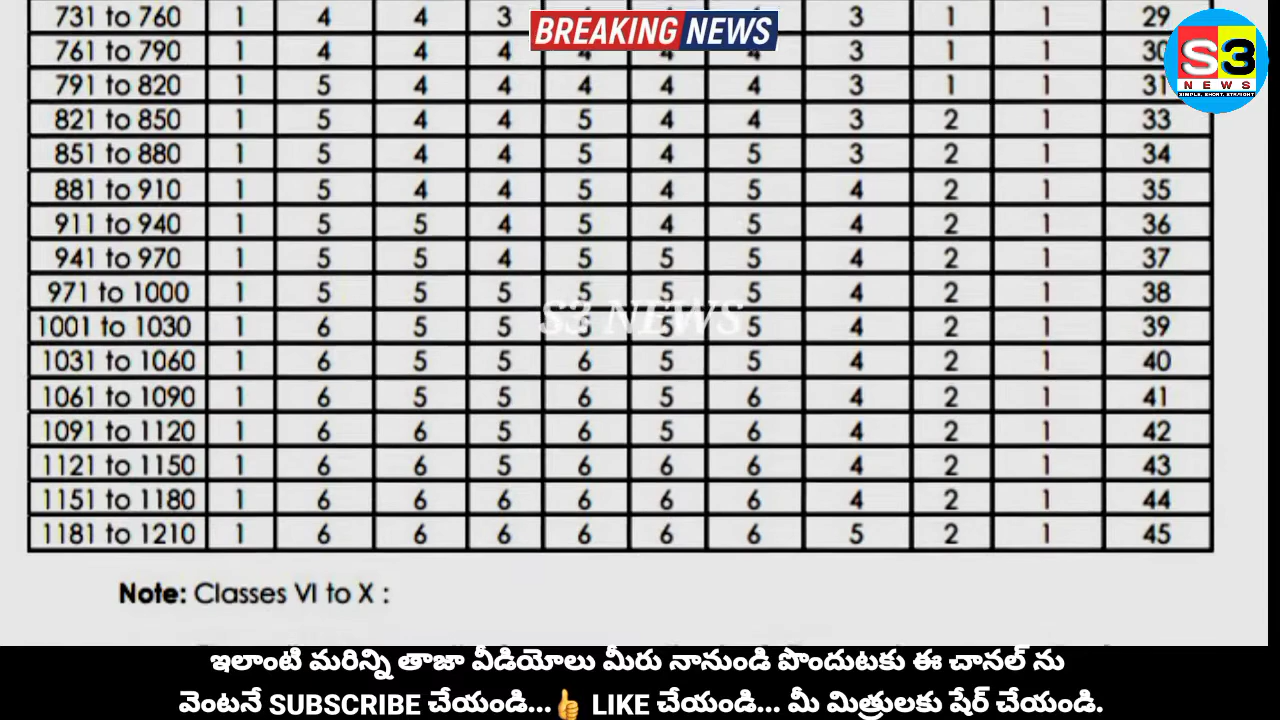 731 to 760 1 4 4 3 3 1 1 29
BREAKING NEWS
761 to 790 1 4 4 4 4 4 4 3 1 1 30
S3
NEWS
SIMPLE. SHORT. STRAIGHT
791 to 820 1 5 4 4 4 4 4 3 1 1 31
821 to 850 1 5 4 4 5 4 4 3 2 1 33
851 to 880 1 5 4 4 5 4 5 3 2 1 34
881 to 910 1 5 4 4 5 4 5 4 2 1 35
911 to 940 1 5 5 4 5 4 5 4 2 1 36
941 to 970 1 5 5 4 5 5 5 4 2 1 37
971 to 1000 1 5 5 5 5 5 5 4 2 1 38
S3 NEWS
1001 to 1030 1 6 5 5 5 5 5 4 2 1 39
1031 to 1060 1 6 5 5 6 5 5 4 2 1 40
1061 to 1090 1 6 5 5 6 5 6 4 2 1 41
1091 to 1120 1 6 6 5 6 5 6 4 2 1 42
1121 to 1150 1 6 6 5 6 6 6 4 2 1 43
1151 to 1180 1 6 6 6 6 6 6 4 2 1 44
1181 to 1210 1 6 6 6 6 6 6 5 2 1 45
Note: Classes VI to X :
ఇలాంటి మరిన్ని తాజా వీడియోలు మీరు నానుండి పొందుటకు ఈ చానల్ ను
వెంటనే SUBSCRIBE చేయండి...👍 LIKE చేయండి... మీ మిత్రులకు షేర్ చేయండి.